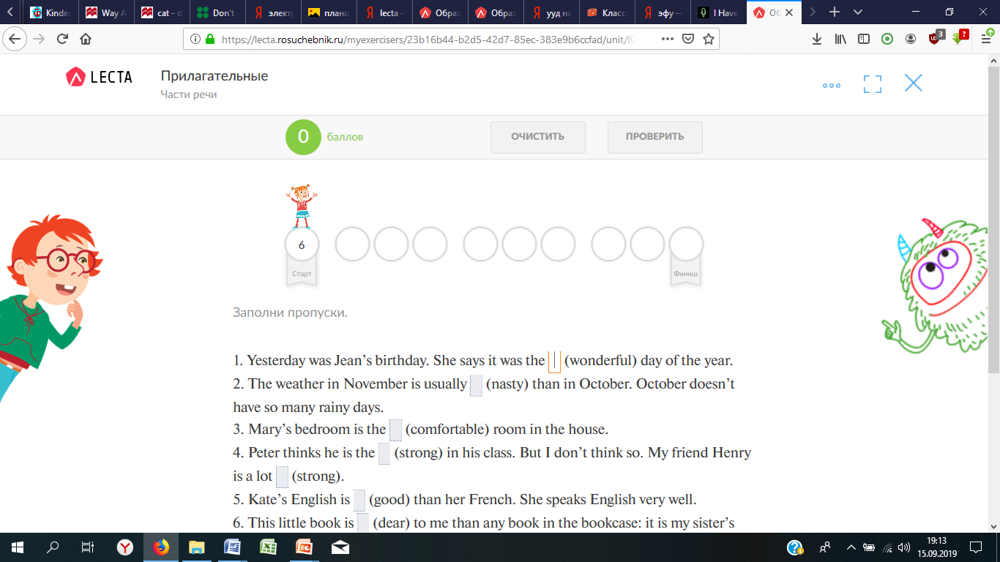 Kinder
Way A
cat - d
Don't
элект
планш
lecta -
Образ
Образ
ууд на
Класс
эфу —
I Have
Об
https://lecta.rosuchebnik.ru/myexercisers/23b16b44-b2d5-42d7-85ec-383e9b6ccfad/unit/f0
3
?
LECTA
Прилагательные
Части речи
0 баллов
ОЧИСТИТЬ
ПРОВЕРИТЬ
6
Старт
Финиш
Заполни пропуски.
1. Yesterday was Jean’s birthday. She says it was the (wonderful) day of the year.
2. The weather in November is usually (nasty) than in October. October doesn’t
have so many rainy days.
3. Mary’s bedroom is the (comfortable) room in the house.
4. Peter thinks he is the (strong) in his class. But I don’t think so. My friend Henry
is a lot (strong).
5. Kate’s English is (good) than her French. She speaks English very well.
6. This little book is (dear) to me than any book in the bookcase: it is my sister’s
19:13
15.09.2019